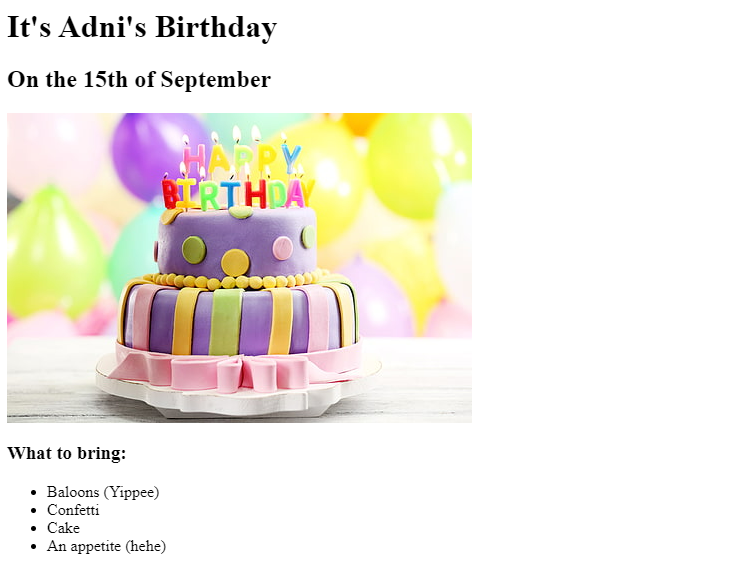 It's Adni's Birthday
On the 15th of September
HAPPY
BIRTHDAY
What to bring:
Baloons (Yippee)
Confetti
Cake
An appetite (hehe)